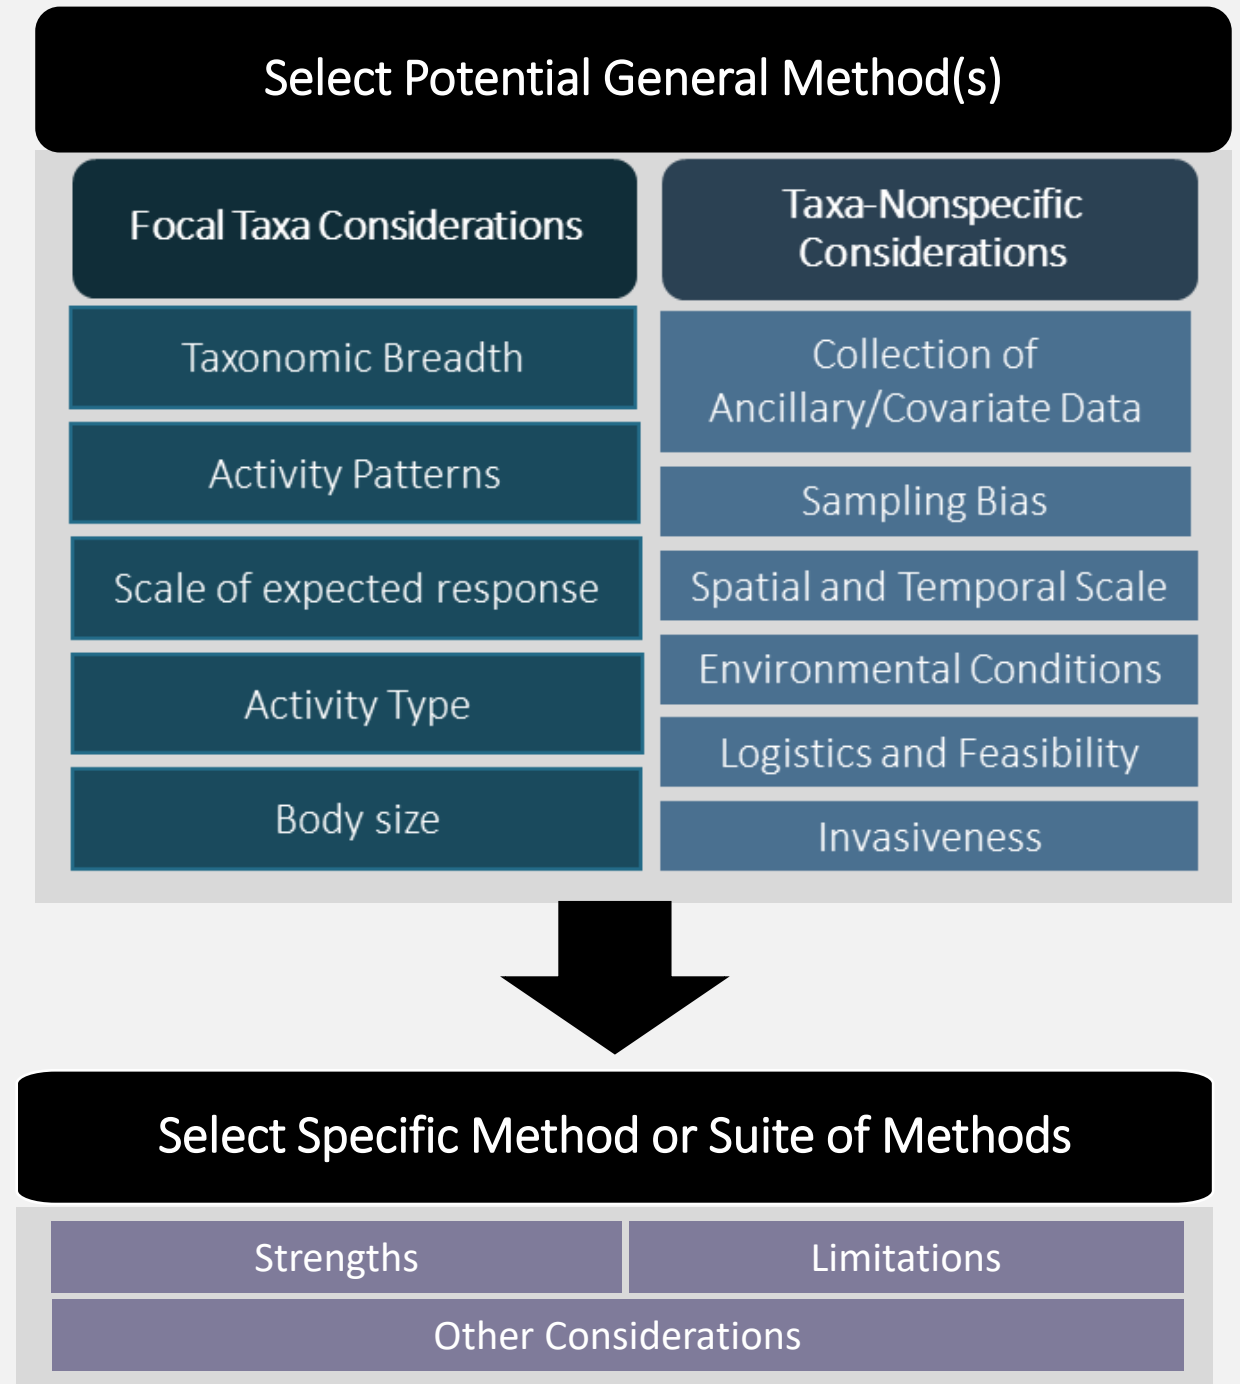 Select Potential General Method(s)
Focal Taxa Considerations
Taxonomic Breadth
Activity Patterns
Scale of expected response
Activity Type
Body size
Taxa-Nonspecific
Considerations
Collection of
Ancillary/Covariate Data
Sampling Bias
Spatial and Temporal Scale
Environmental Conditions
Logistics and Feasibility
Invasiveness
Select Specific Method or Suite of Methods
Strengths
Limitations
Other Considerations